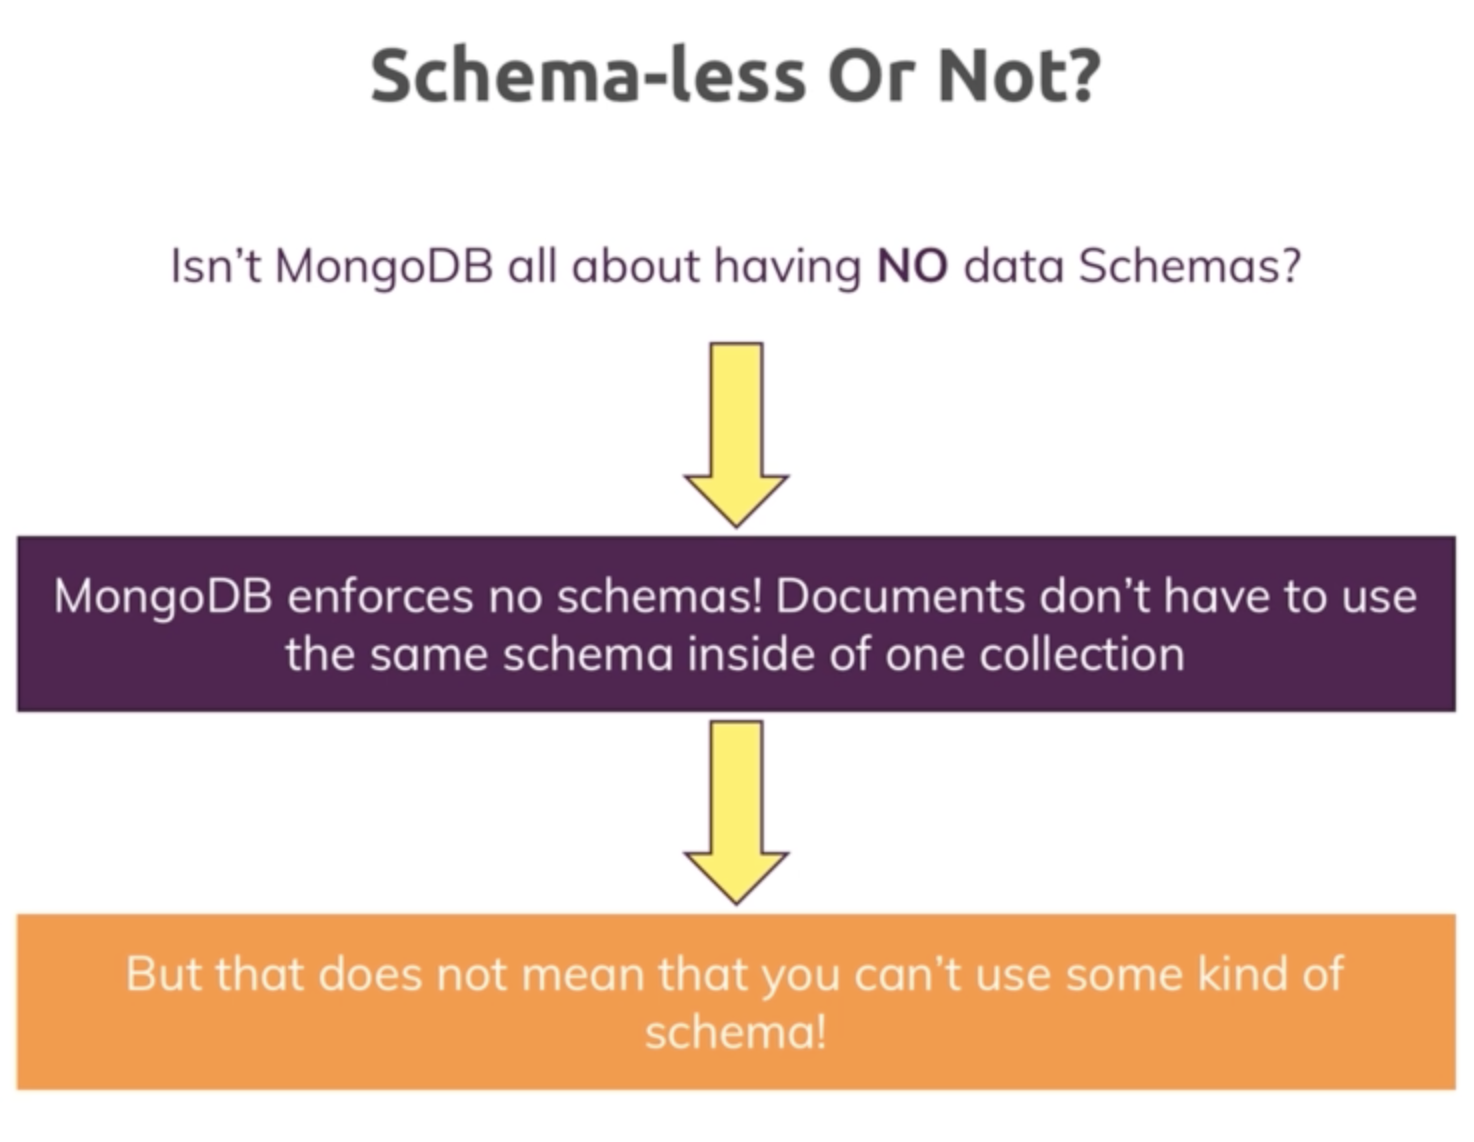 Schema-less Or Not?
Isn’t MongoDB all about having NO data Schemas?
MongoDB enforces no schemas! Documents don’t have to use
the same schema inside of one collection
But that does not mean that you can’t use some kind of
schema!